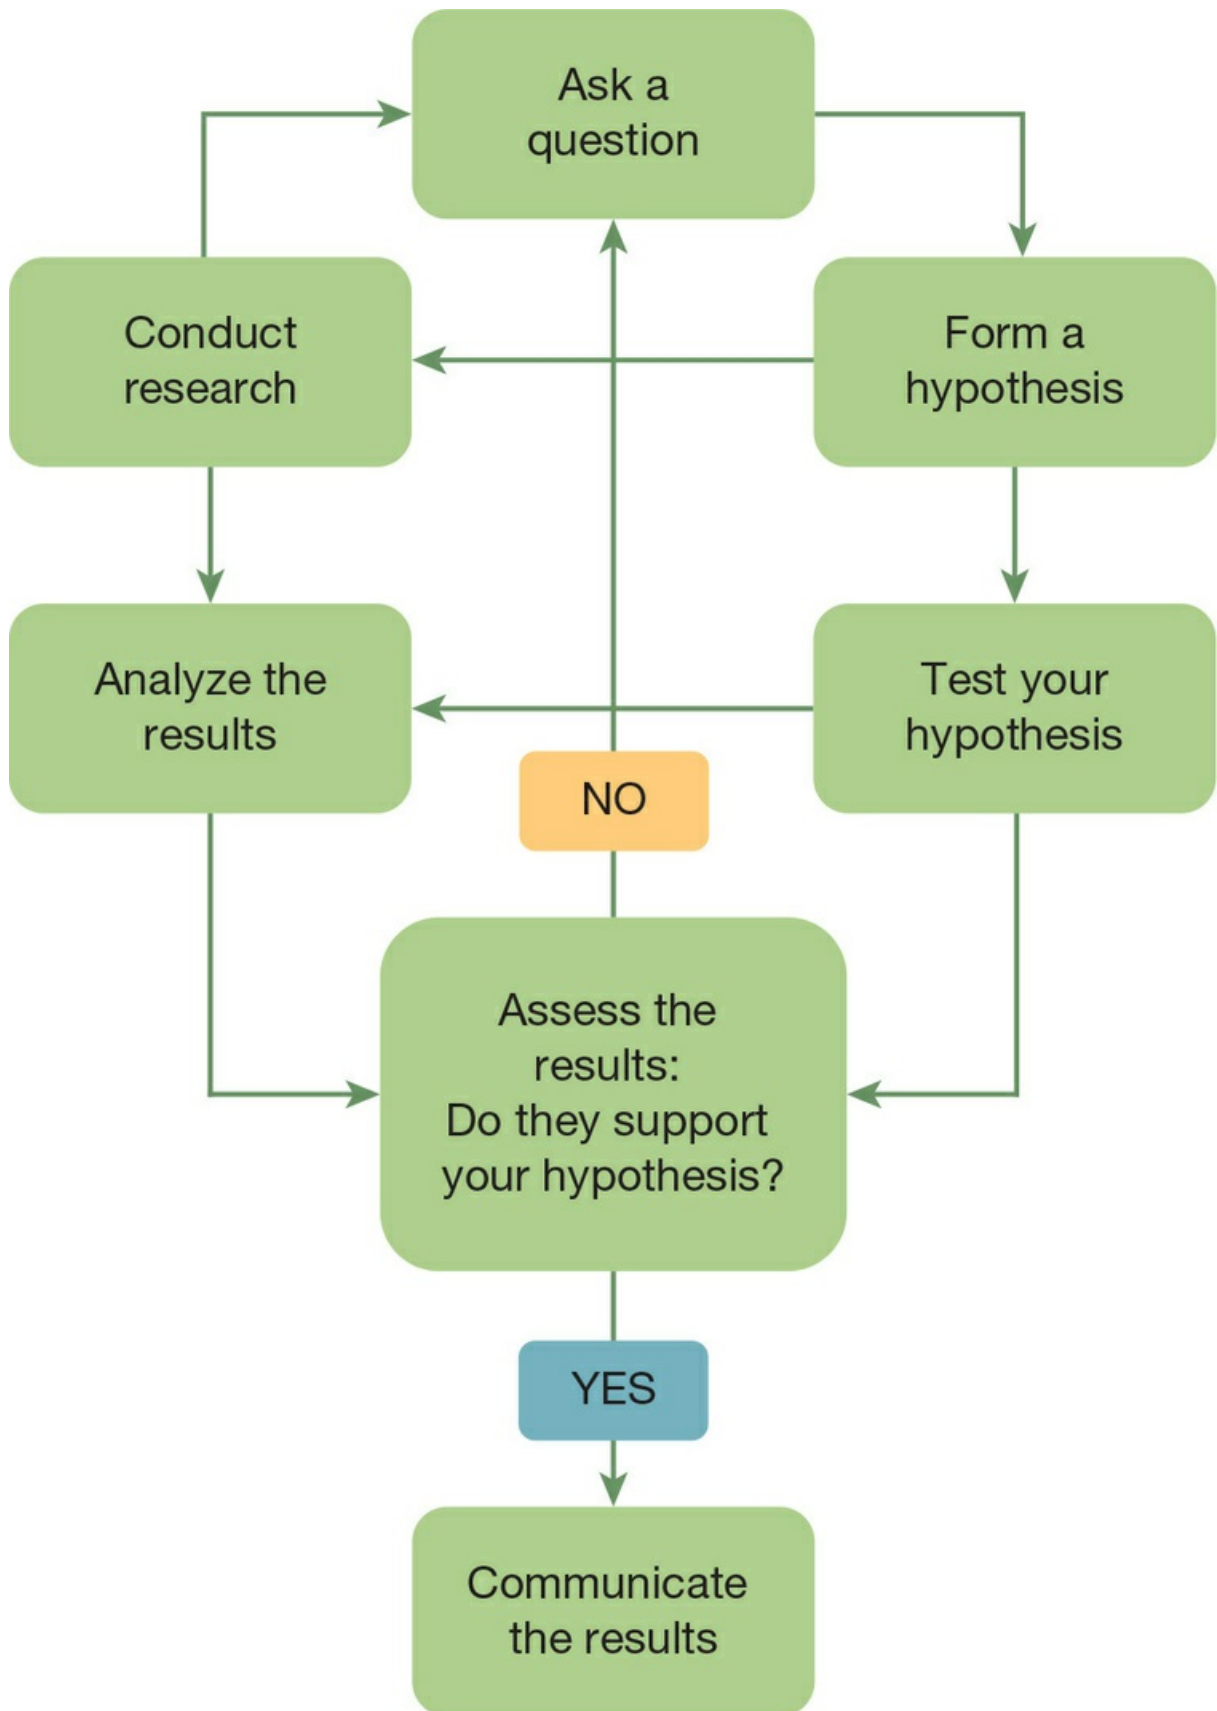 Ask a
question
Conduct
research
Form a
hypothesis
Analyze the
results
Test your
hypothesis
NO
Assess the
results:
Do they support
your hypothesis?
YES
Communicate
the results